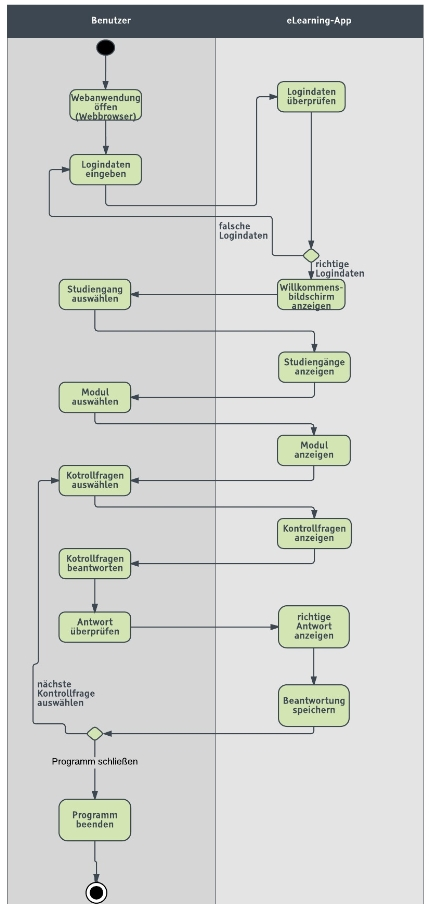 Benutzer
eLearning-App
Webanwendung
öffen
(Webbrowser)
Logindaten
überprüfen
Logindaten
eingeben
falsche
Logindaten
richtige
Logindaten
Studiengang
auswählen
Willkommens-
bildschirm
anzeigen
Studiengänge
anzeigen
Modul
auswählen
Modul
anzeigen
Kotrollfragen
auswählen
Kontrollfragen
anzeigen
Kotrollfragen
beantworten
Antwort
überprüfen
richtige
Antwort
anzeigen
nächste
Kontrollfrage
auswählen
Beantwortung
speichern
Programm schließen
Programm
beenden